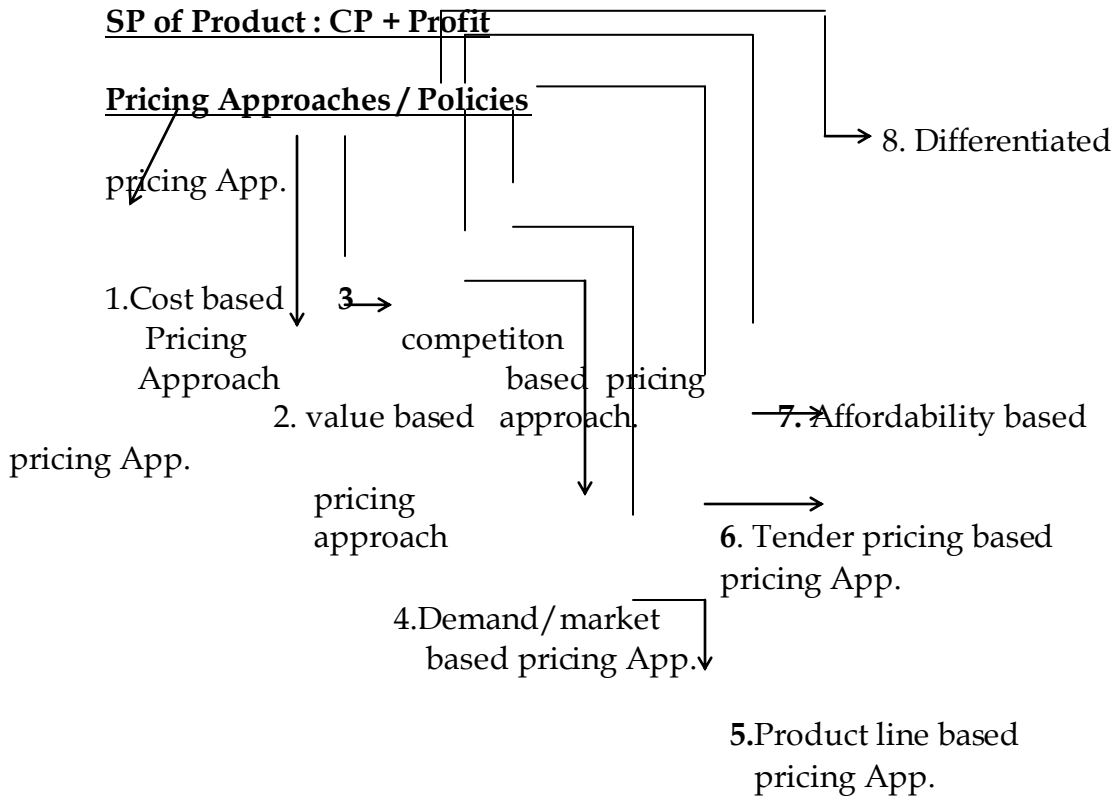 SP of Product : CP + Profit
Pricing Approaches / Policies
8. Differentiated
pricing App.
1.Cost based 3
Pricing competiton
Approach based pricing
2. value based approach. 7. Affordability based
pricing App.
pricing
approach 6. Tender pricing based
pricing App.
4.Demand/market
based pricing App.
5.Product line based
pricing App.